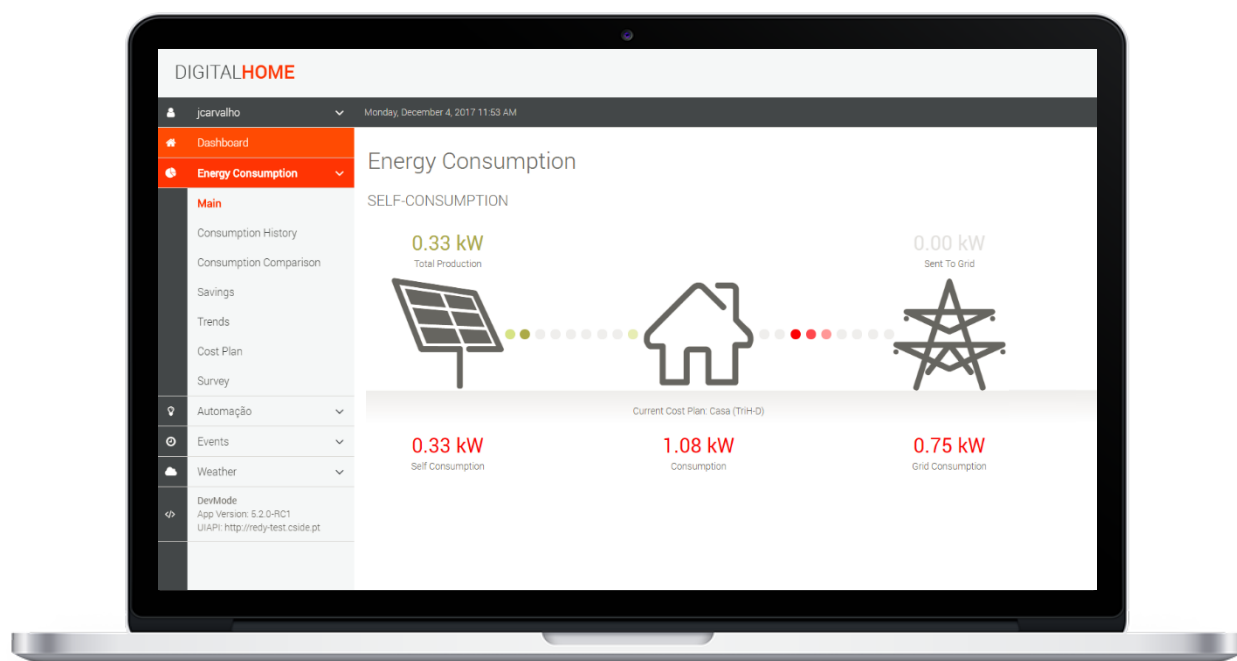 DIGITALHOME
jcarvalho
Monday, December 4, 2017 11:53 AM
Dashboard
Energy Consumption
Main
Consumption History
Consumption Comparison
Savings
Trends
Cost Plan
Survey
Automação
Events
Weather
DevMode
App Version: 5.2.0-RC1
UIAPI: http://redy-test.cside.pt
Energy Consumption
SELF-CONSUMPTION
0.33 kW
Total Production
0.00 kW
Sent To Grid
Current Cost Plan: Casa (TriH-D)
0.33 kW
Self Consumption
1.08 kW
Consumption
0.75 kW
Grid Consumption